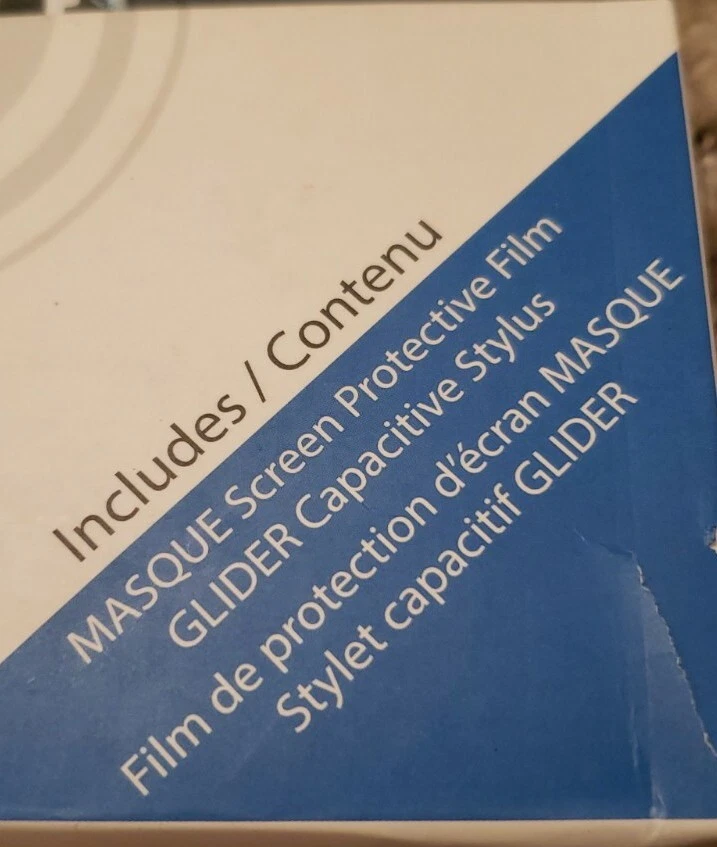 Includes / Contenu
MASQUE Screen Protective Film
GLIDER Capacitive Stylus
Film de protection d'écran MASQUE
Stylet capacitif GLIDER